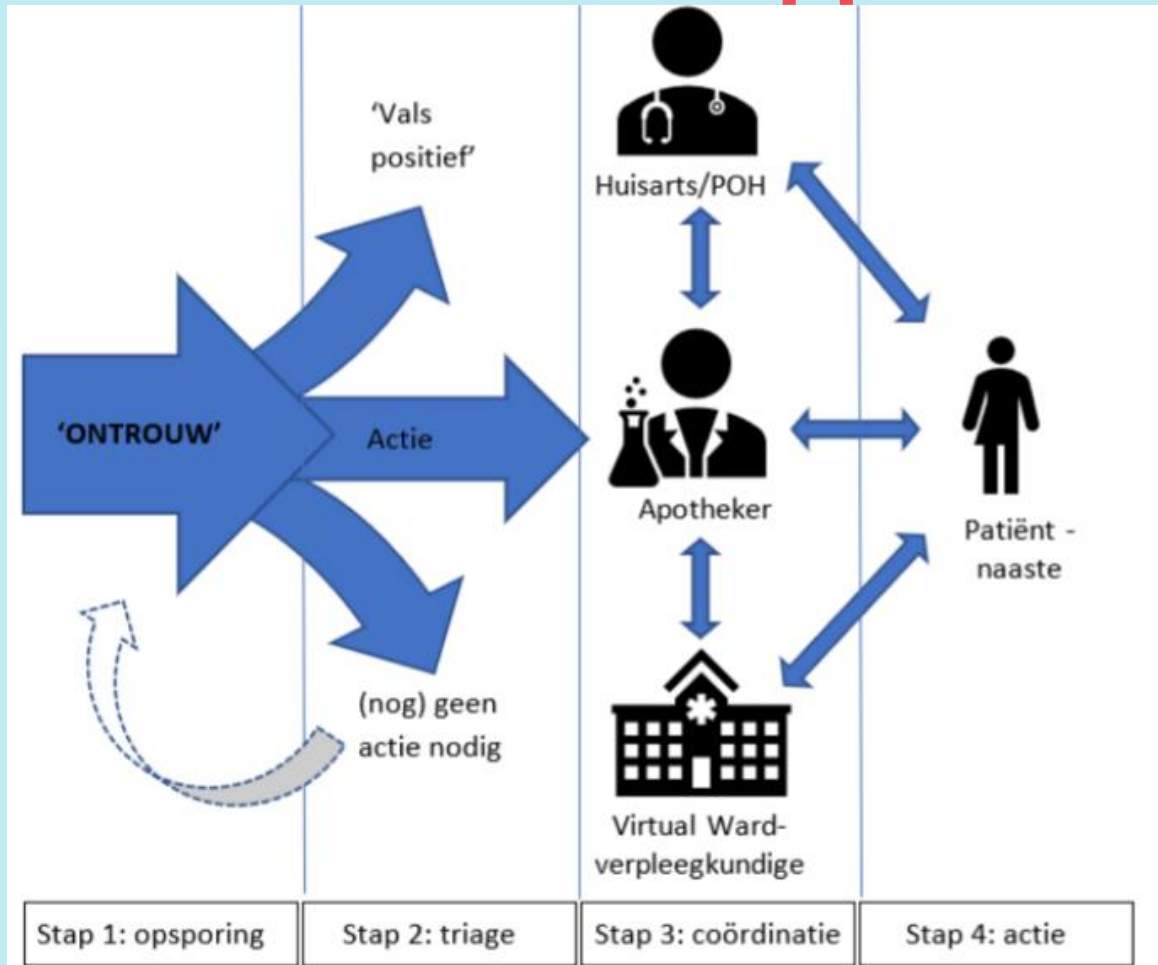 'Vals
positief'
Huisarts/POH
'ONTROUW'
Actie
Apotheker
Patiënt -
naaste
(nog) geen
actie nodig
Virtual Ward-
verpleegkundige
Stap 1: opsporing
Stap 2: triage
Stap 3: coördinatie
Stap 4: actie